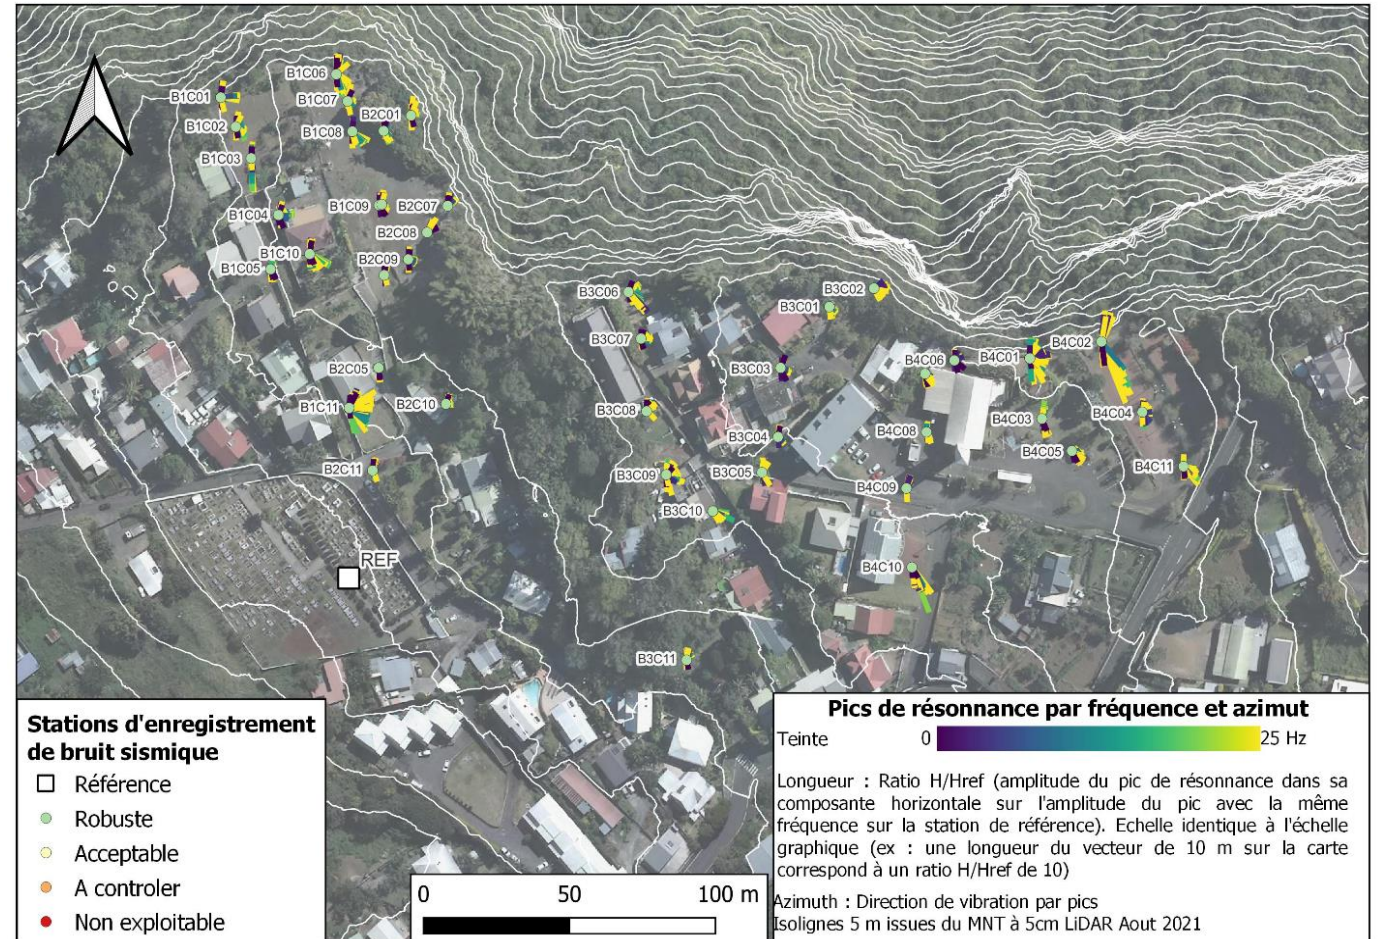 B1C06
B1C01
B1C07
B2C01
B1C02
B1C08
B1C03
B1C09
B2C07
B1C04
B2C08
B1C10
B2C09
B1C05
B3C06
B3C02
B3C01
B3C07
B4C02
B4C01
B4C06
B2C05
B3C03
B1C11
B2C10
B3C08
B4C04
B4C03
B4C08
B3C04
B4C05
B2C11
B3C09
B3C05
B4C11
B4C09
B3C10
REF
B4C10
B3C11
Stations d'enregistrement
de bruit sismique
Référence
Robuste
Acceptable
A controler
Non exploitable
0 50 100 m
Pics de résonnance par fréquence et azimut
Teinte 0 25 Hz
Longueur : Ratio H/Href (amplitude du pic de résonnance dans sa
composante horizontale sur l'amplitude du pic avec la même
fréquence sur la station de référence). Echelle identique à l'échelle
graphique (ex : une longueur du vecteur de 10 m sur la carte
correspond à un ratio H/Href de 10)
Azimuth : Direction de vibration par pics
Isolignes 5 m issues du MNT à 5cm LiDAR Aout 2021